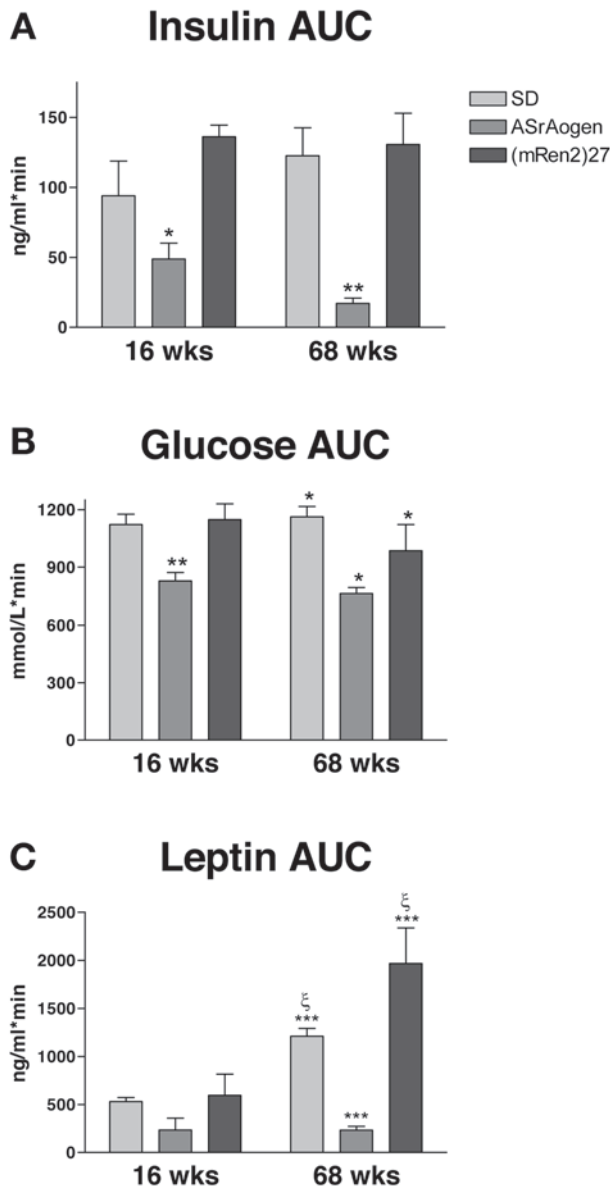 A Insulin AUC
SD
ASrAogen
(mRen2)27
ng/ml*min
150
100
50
0
*
**
16 wks 68 wks
B Glucose AUC
mmol/L*min
1200
900
600
300
0
**
*
*
*
16 wks 68 wks
C Leptin AUC
ng/ml*min
2500
2000
1500
1000
500
0
ξ
***
***
ξ
***
16 wks 68 wks